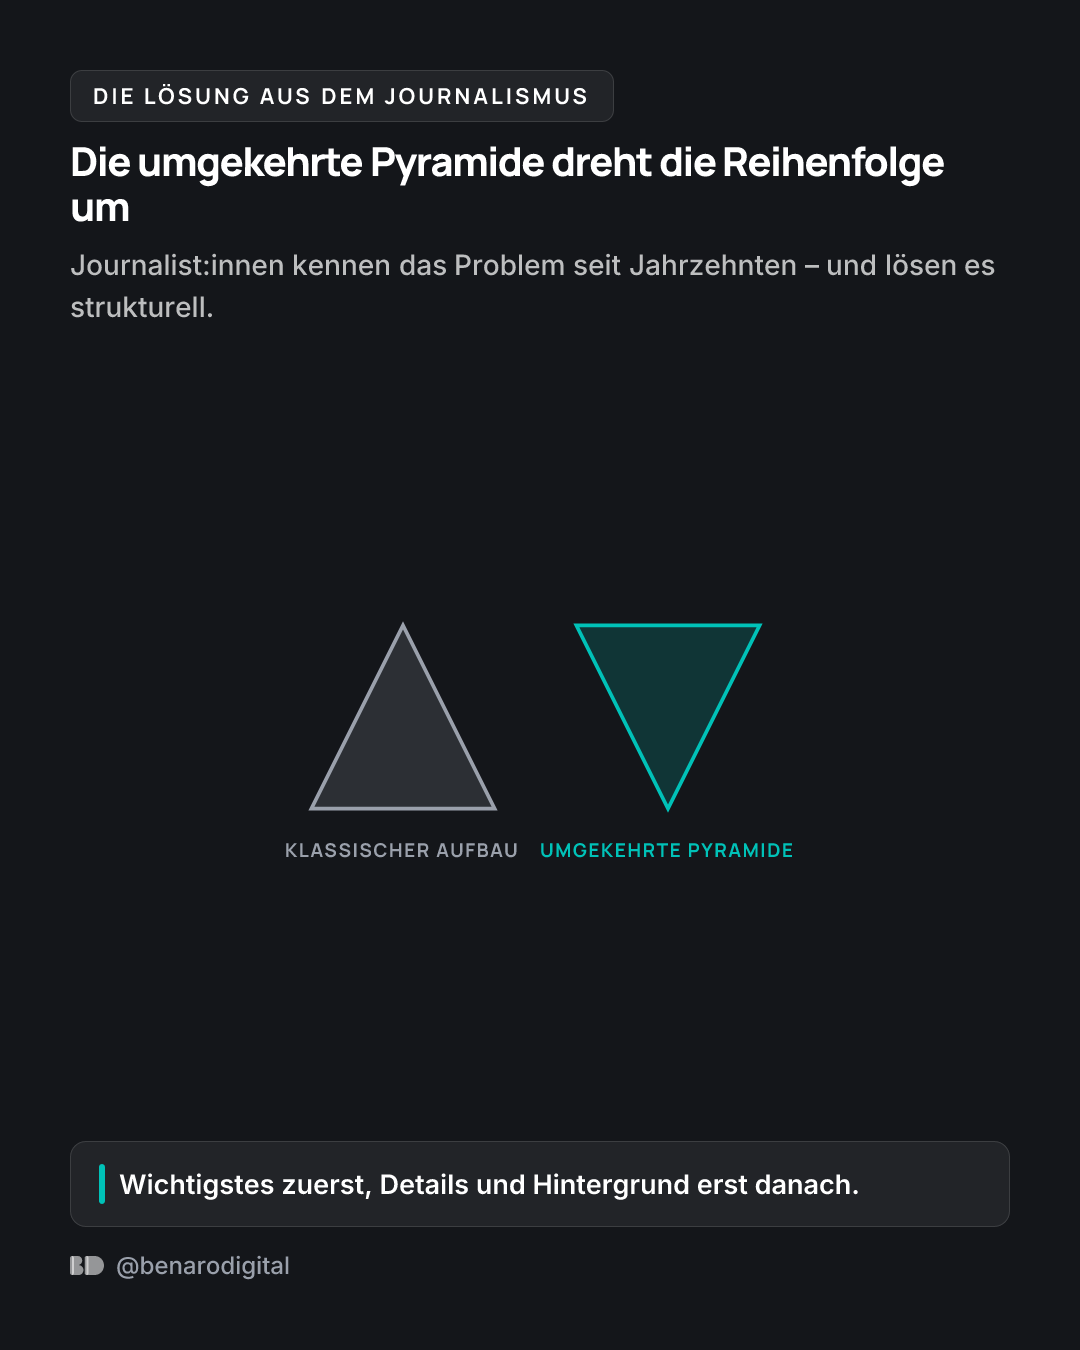 DIE LÖSUNG AUS DEM JOURNALISMUS
Die umgekehrte Pyramide dreht die Reihenfolge
um
Journalist:innen kennen das Problem seit Jahrzehnten – und lösen es
strukturell.
KLASSISCHER AUFBAU
UMGEKEHRTE PYRAMIDE
Wichtigstes zuerst, Details und Hintergrund erst danach.
BD @benarodigital